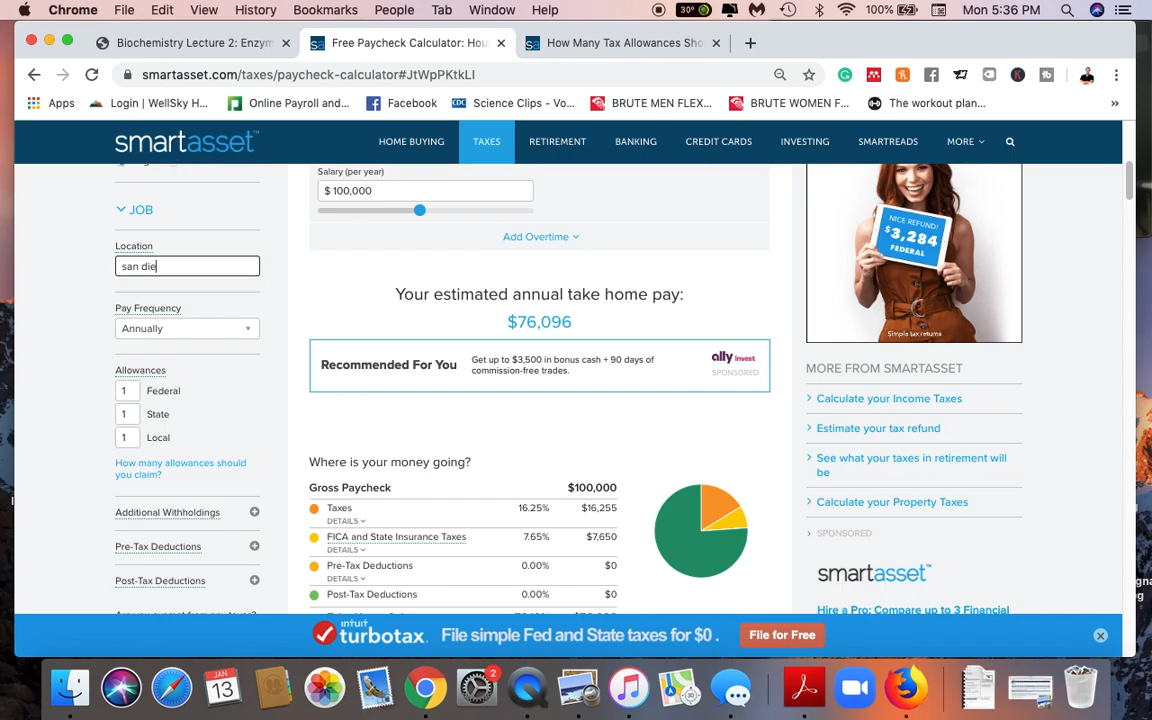 Chrome File Edit View History Bookmarks People Tab Window Help 30° 100% Mon 5:36 PM
Biochemistry Lecture 2: Enzym × Free Paycheck Calculator: Hou × How Many Tax Allowances Sho × +
smartasset.com/taxes/paycheck-calculator#JtWpPKtkLI
Apps Login | WellSky H... Online Payroll and... Facebook CDC Science Clips - Vo... BRUTE MEN FLEX... BRUTE WOMEN F... The workout plan... »
smartasset™ HOME BUYING TAXES RETIREMENT BANKING CREDIT CARDS INVESTING SMARTREADS MORE
JOB
Location
san die
Pay Frequency
Annually
Allowances
1 Federal
1 State
1 Local
How many allowances should
you claim?
Additional Withholdings
Pre-Tax Deductions
Post-Tax Deductions
Salary (per year)
$ 100,000
Add Overtime
Your estimated annual take home pay:
$76,096
Recommended For You
Get up to $3,500 in bonus cash + 90 days of
commission-free trades.
ally invest
SPONSORED
Where is your money going?
Gross Paycheck $100,000
Taxes 16.25% $16,255
DETAILS
FICA and State Insurance Taxes 7.65% $7,650
DETAILS
Pre-Tax Deductions 0.00% $0
DETAILS
Post-Tax Deductions 0.00% $0
NICE REFUND!
$3,284
FEDERAL
Simple tax returns
MORE FROM SMARTASSET
Calculate your Income Taxes
Estimate your tax refund
See what your taxes in retirement will
be
Calculate your Property Taxes
SPONSORED
smartasset™
Hire a Pro: Compare up to 3 Financial
intuit
turbotax. File simple Fed and State taxes for $0 . File for Free
JAN
13
2